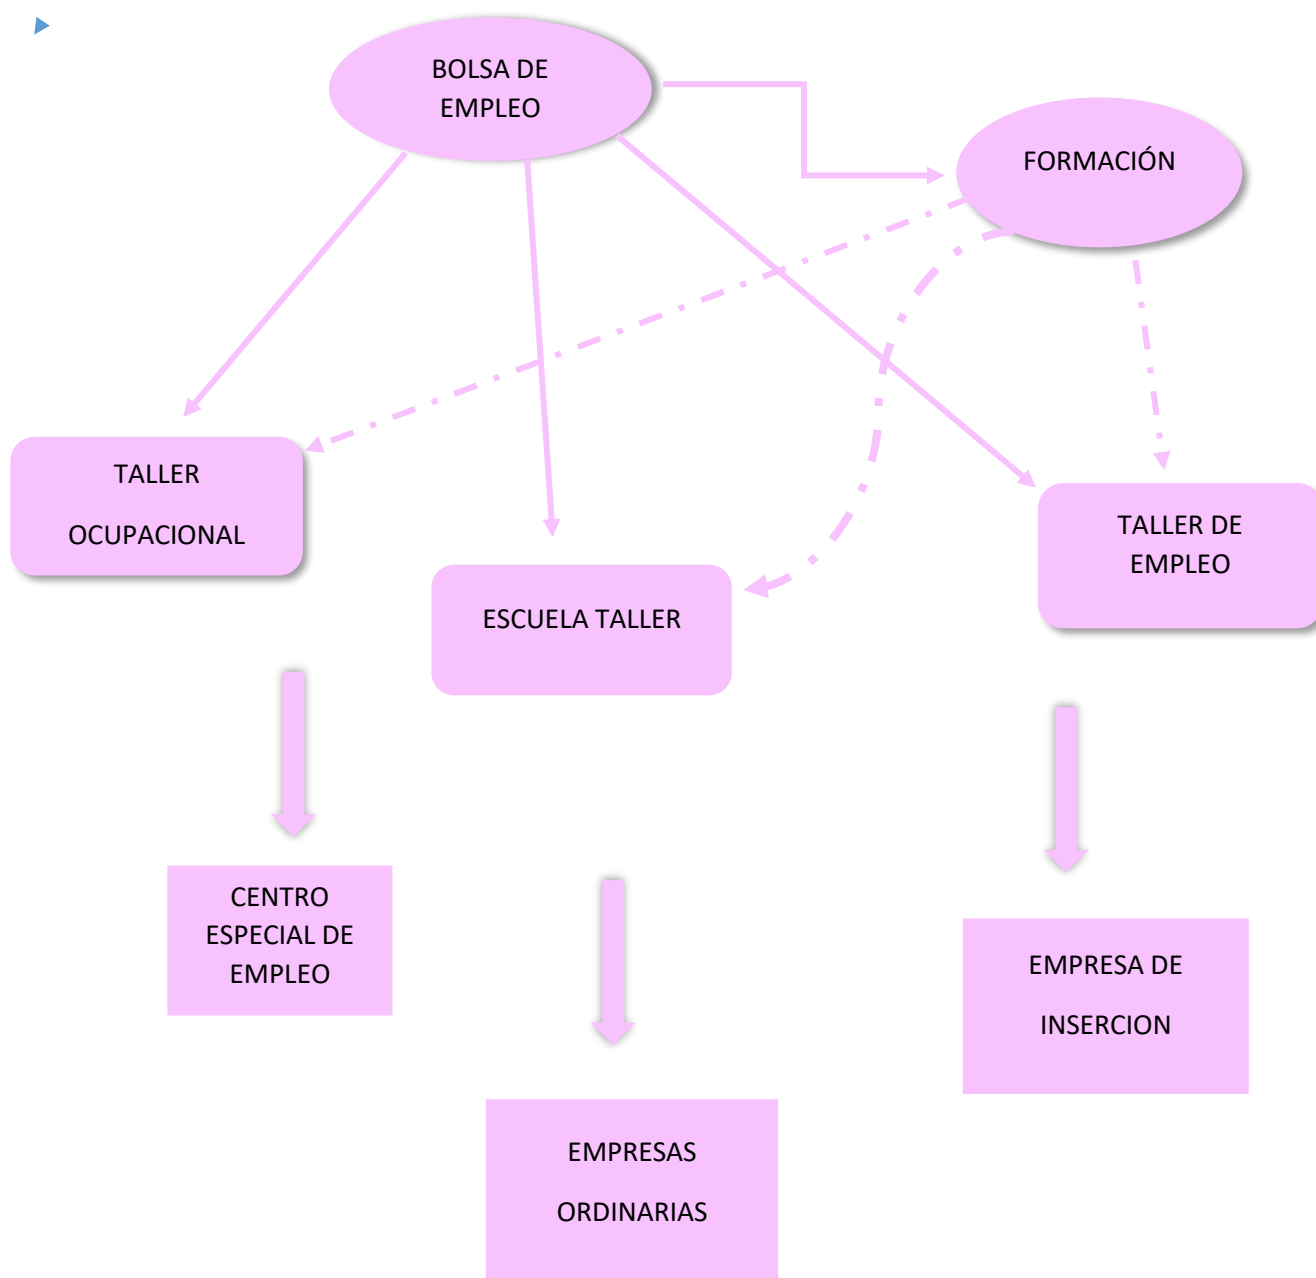 BOLSA DE
EMPLEO
FORMACIÓN
TALLER
OCUPACIONAL
TALLER DE
EMPLEO
ESCUELA TALLER
CENTRO
ESPECIAL DE
EMPLEO
EMPRESA DE
INSERCION
EMPRESAS
ORDINARIAS